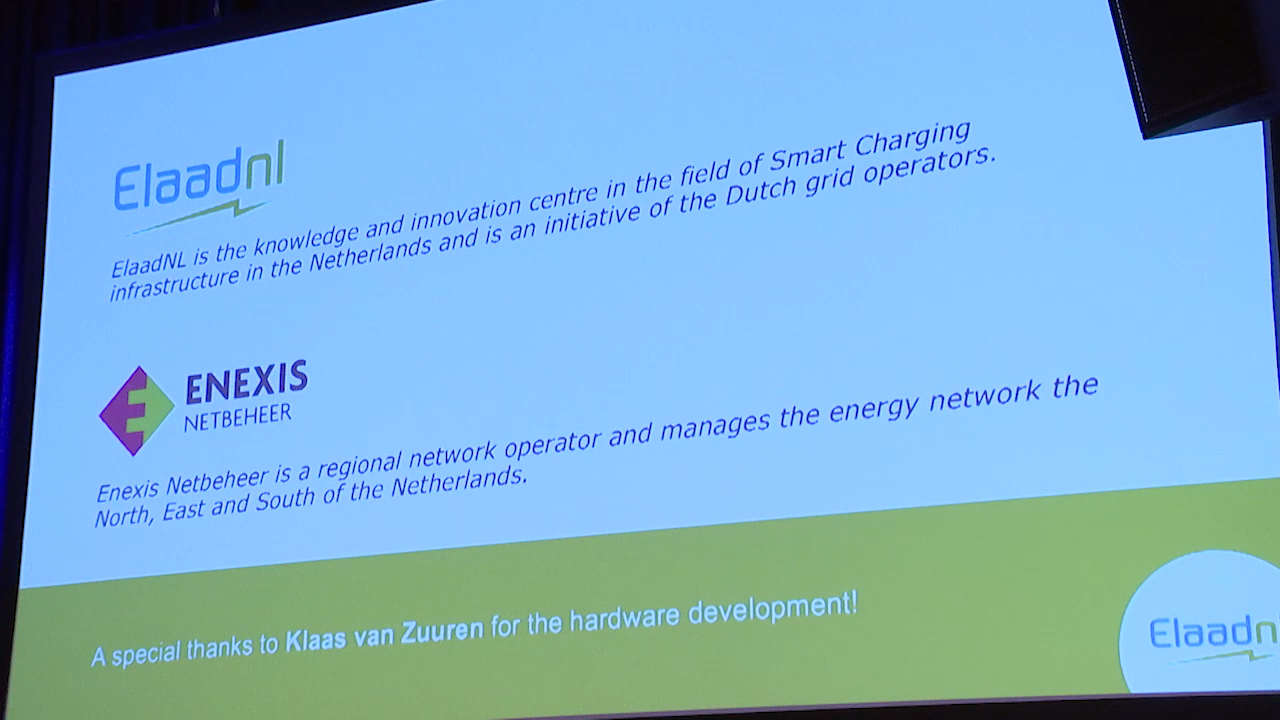 Elaadnl
ElaadNL is the knowledge and innovation centre in the field of Smart Charging
infrastructure in the Netherlands and is an initiative of the Dutch grid operators.
ENEXIS
NETBEHEER
Enexis Netbeheer is a regional network operator and manages the energy network the
North, East and South of the Netherlands.
A special thanks to Klaas van Zuuren for the hardware development!
Elaadn